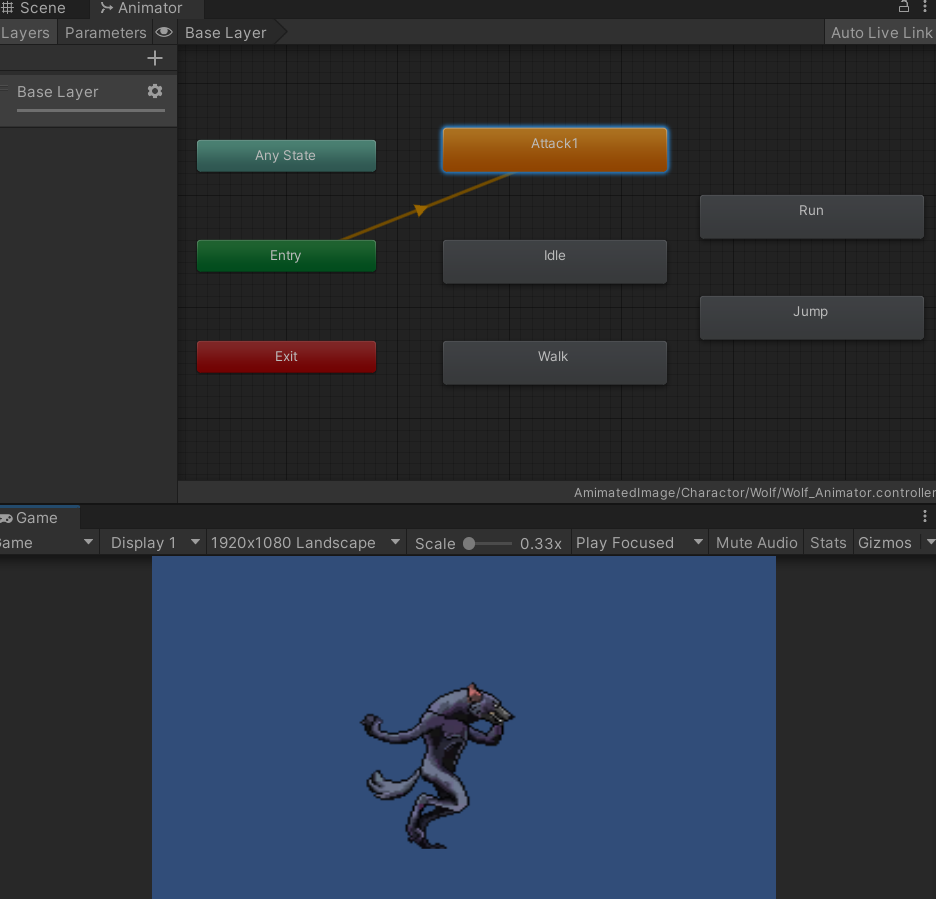 Scene Animator
Layers Parameters Base Layer Auto Live Link
Base Layer
Any State
Attack1
Run
Entry
Idle
Jump
Exit
Walk
AmimatedImage/Charactor/Wolf/Wolf_Animator.controller
Game
Game Display 1 1920x1080 Landscape Scale 0.33x Play Focused Mute Audio Stats Gizmos